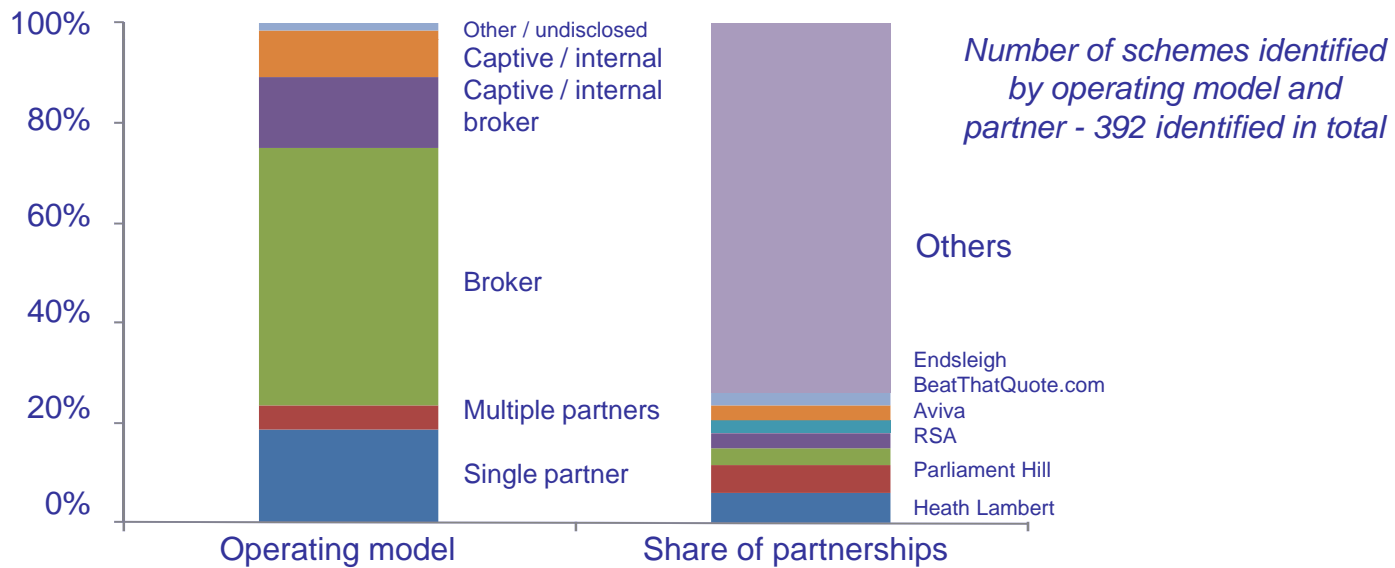 100%
80%
60%
40%
20%
0%
Other / undisclosed
Captive / internal
Captive / internal
broker
Broker
Multiple partners
Single partner
Operating model
Others
Endsleigh
BeatThatQuote.com
Aviva
RSA
Parliament Hill
Heath Lambert
Share of partnerships
Number of schemes identified
by operating model and
partner - 392 identified in total